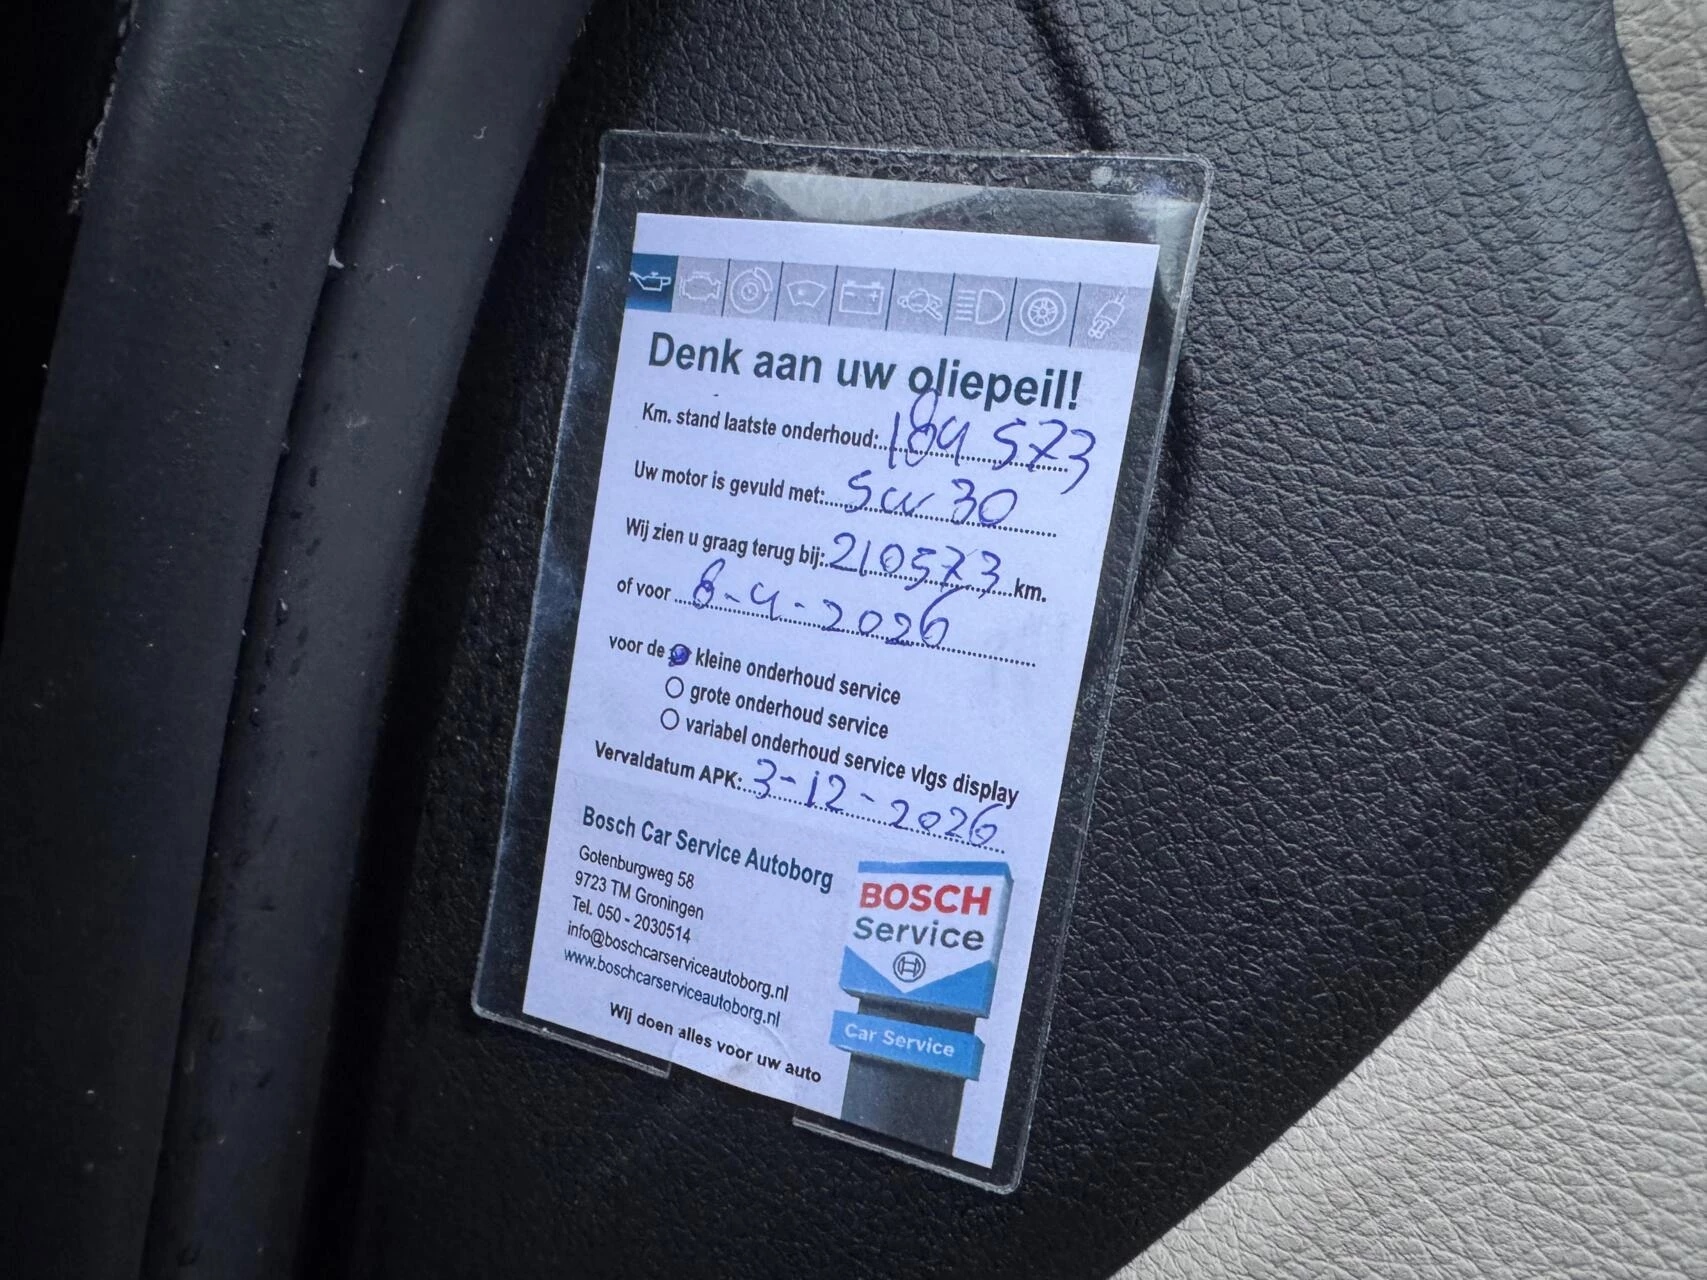 Denk aan uw oliepeil!
Km. stand laatste onderhoud: 184 573
Uw motor is gevuld met: 5w 30
Wij zien u graag terug bij: 210573 km.
of voor 8-4-2026
voor de kleine onderhoud service
grote onderhoud service
variabel onderhoud service vlgs display
Vervaldatum APK: 3-12-2026
Bosch Car Service Autoborg
Gotenburgweg 58
9723 TM Groningen
Tel. 050 - 2030514
info@boschcarserviceautoborg.nl
www.boschcarserviceautoborg.nl
Wij doen alles voor uw auto
BOSCH
Service
Car Service